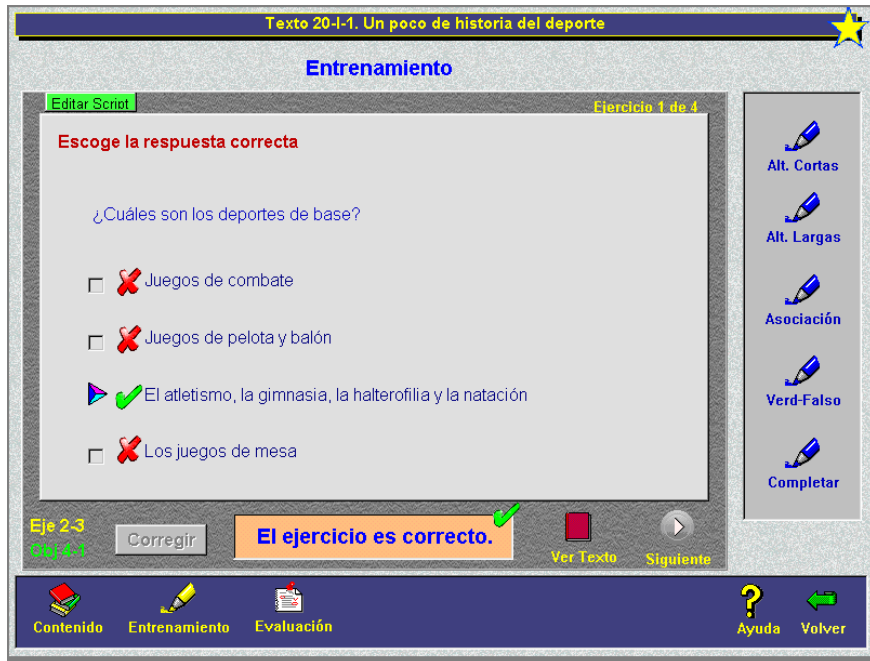 Texto 20-I-1. Un poco de historia del deporte
Entrenamiento
Editar Script
Ejercicio 1 de 4
Escoge la respuesta correcta
¿Cuáles son los deportes de base?
Juegos de combate
Juegos de pelota y balón
El atletismo, la gimnasia, la halterofilia y la natación
Los juegos de mesa
Alt. Cortas
Alt. Largas
Asociación
Verd-Falso
Completar
Eje 2-3
Obj 4-1
Corregir
El ejercicio es correcto.
Ver Texto
Siguiente
Contenido
Entrenamiento
Evaluación
Ayuda
Volver